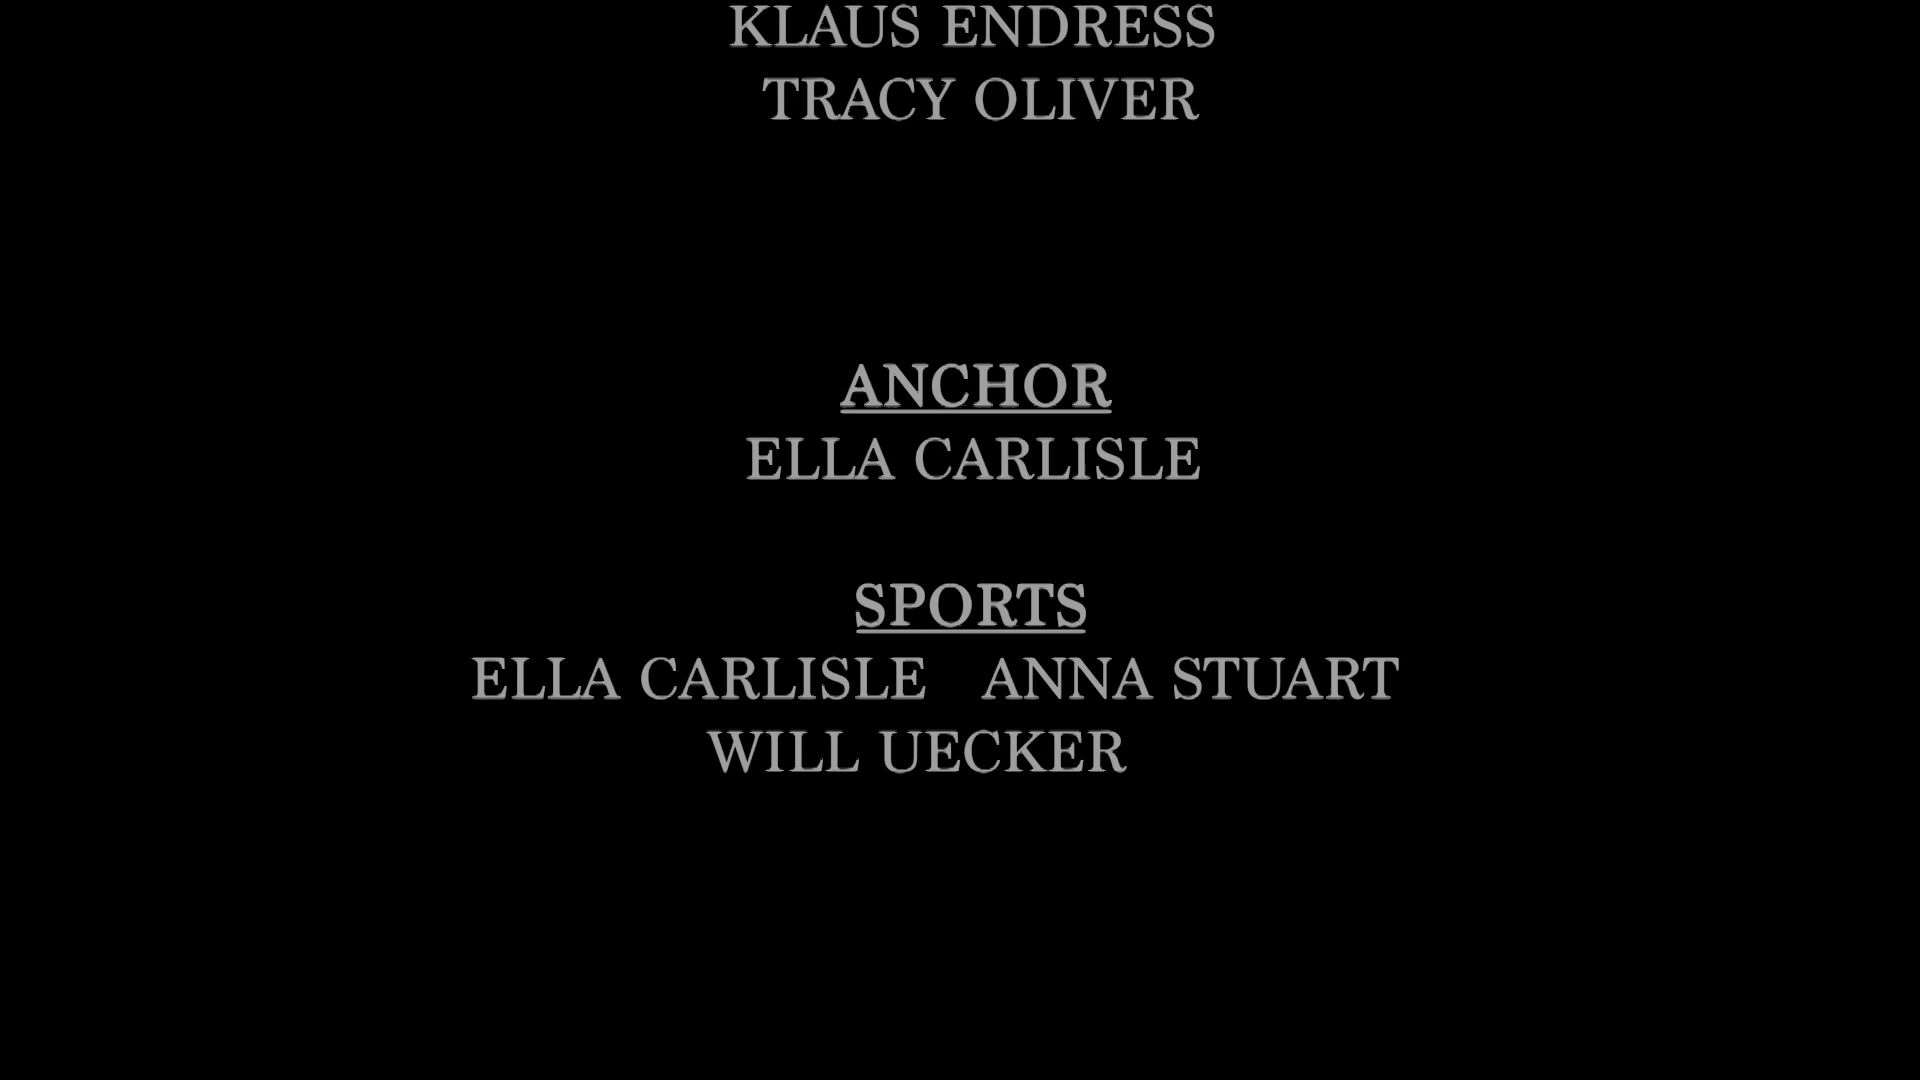 KLAUS ENDRESS
TRACY OLIVER
ANCHOR
ELLA CARLISLE
SPORTS
ELLA CARLISLE ANNA STUART
WILL UECKER